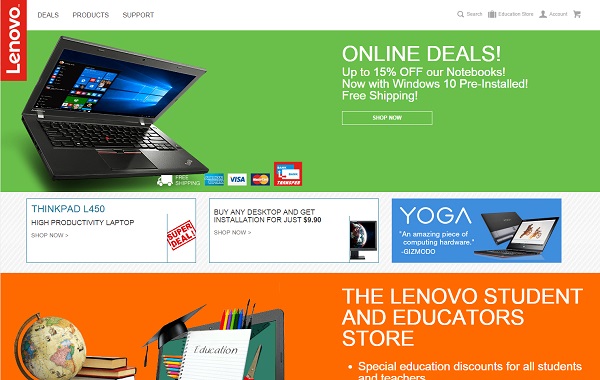 Lenovo
DEALS PRODUCTS SUPPORT
Search Education Store Account
ONLINE DEALS!
Up to 15% OFF our Notebooks!
Now with Windows 10 Pre-Installed!
Free Shipping!
SHOP NOW
FREE
SHIPPING
VISA
MasterCard
THINKPAD L450
HIGH PRODUCTIVITY LAPTOP
SHOP NOW >
SUPER
DEAL!
BUY ANY DESKTOP AND GET
INSTALLATION FOR JUST $9.90
SHOP NOW >
YOGA
"An amazing piece of
computing hardware."
-GIZMODO
THE LENOVO STUDENT
AND EDUCATORS
STORE
• Special education discounts for all students
and teachers
Education